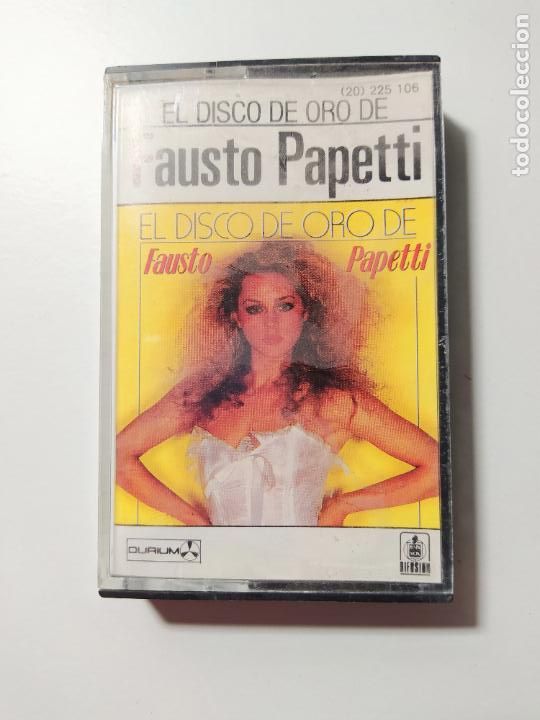 (20) 225 106
EL DISCO DE ORO DE
Fausto Papetti
EL DISCO DE ORO DE
Fausto Papetti
DURIUM
DIFUSION
todocoleccion